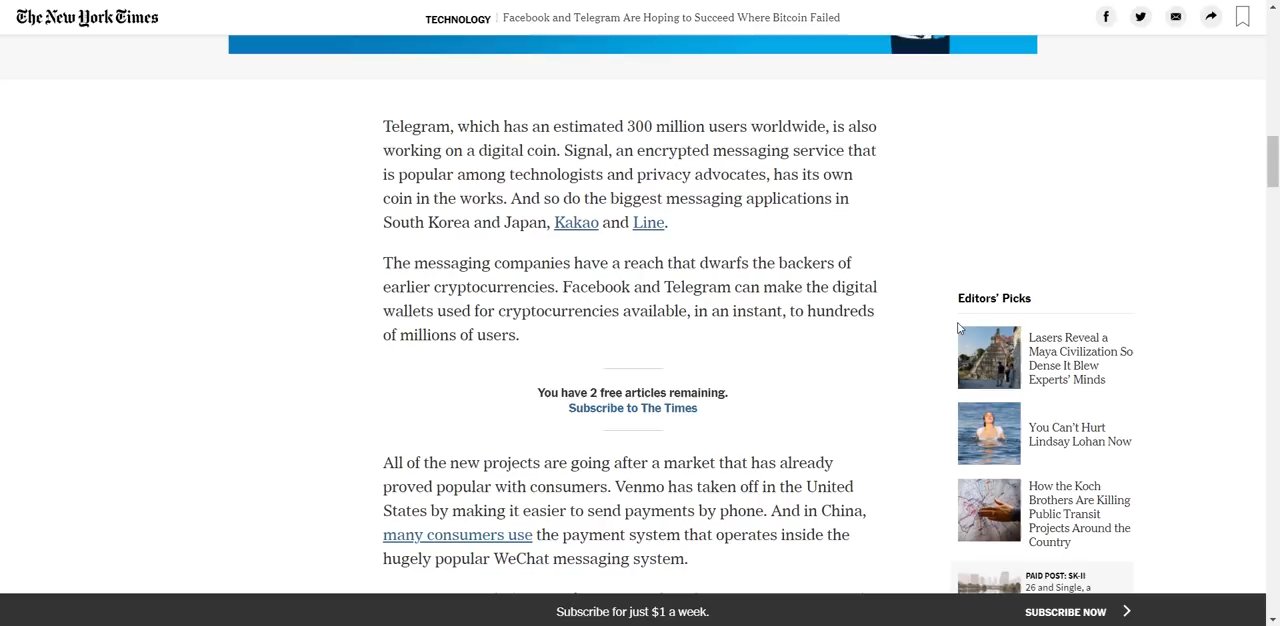 The New York Times
TECHNOLOGY | Facebook and Telegram Are Hoping to Succeed Where Bitcoin Failed
Telegram, which has an estimated 300 million users worldwide, is also
working on a digital coin. Signal, an encrypted messaging service that
is popular among technologists and privacy advocates, has its own
coin in the works. And so do the biggest messaging applications in
South Korea and Japan, Kakao and Line.
The messaging companies have a reach that dwarfs the backers of
earlier cryptocurrencies. Facebook and Telegram can make the digital
wallets used for cryptocurrencies available, in an instant, to hundreds
of millions of users.
You have 2 free articles remaining.
Subscribe to The Times
All of the new projects are going after a market that has already
proved popular with consumers. Venmo has taken off in the United
States by making it easier to send payments by phone. And in China,
many consumers use the payment system that operates inside the
hugely popular WeChat messaging system.
Editors' Picks
Lasers Reveal a
Maya Civilization So
Dense It Blew
Experts' Minds
You Can't Hurt
Lindsay Lohan Now
How the Koch
Brothers Are Killing
Public Transit
Projects Around the
Country
PAID POST: SK-II
26 and Single, a
Subscribe for just $1 a week.
SUBSCRIBE NOW